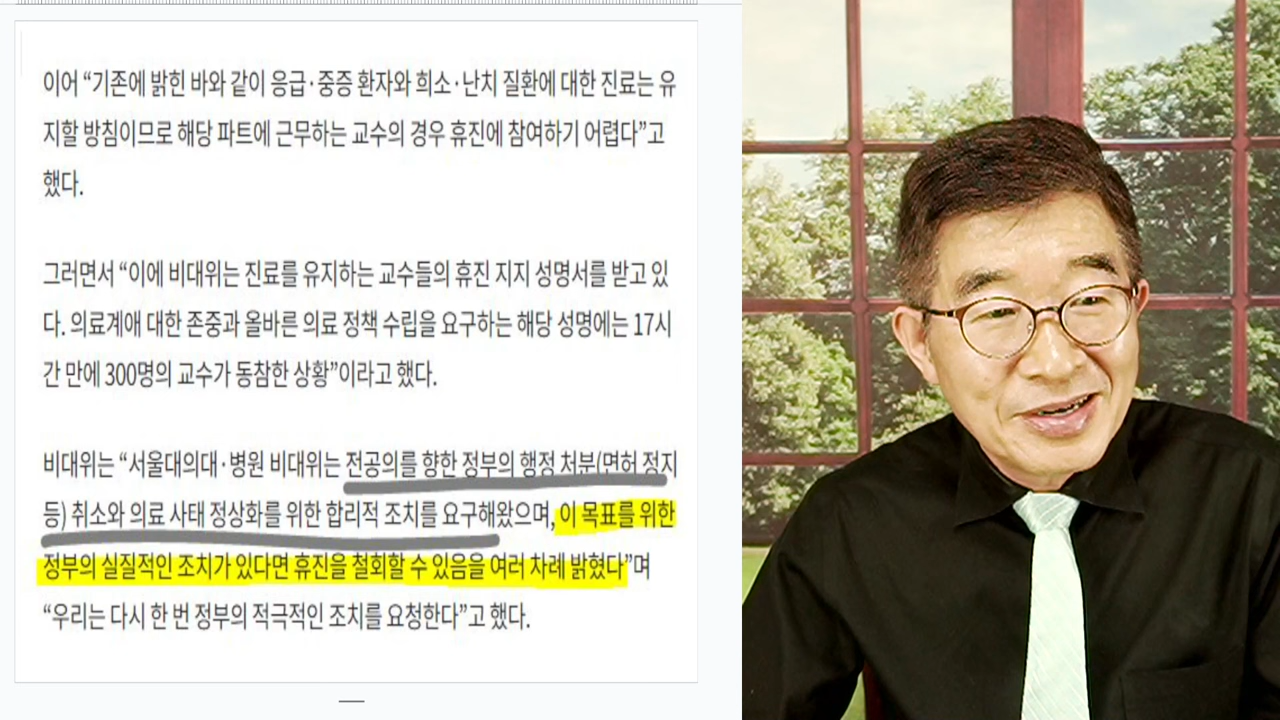 이어 “기존에 밝힌 바와 같이 응급·중증 환자와 희소·난치 질환에 대한 진료는 유
지할 방침이므로 해당 파트에 근무하는 교수의 경우 휴진에 참여하기 어렵다”고
했다.
그러면서 “이에 비대위는 진료를 유지하는 교수들의 휴진 지지 성명서를 받고 있
다. 의료계애 대한 존중과 올바른 의료 정책 수립을 요구하는 해당 성명에는 17시
간 만에 300명의 교수가 동참한 상황”이라고 했다.
비대위는 “서울대의대·병원 비대위는 전공의를 향한 정부의 행정 처분(면허 정지
등) 취소와 의료 사태 정상화를 위한 합리적 조치를 요구해왔으며, 이 목표를 위한
정부의 실질적인 조치가 있다면 휴진을 철회할 수 있음을 여러 차례 밝혔다”며
“우리는 다시 한 번 정부의 적극적인 조치를 요청한다”고 했다.